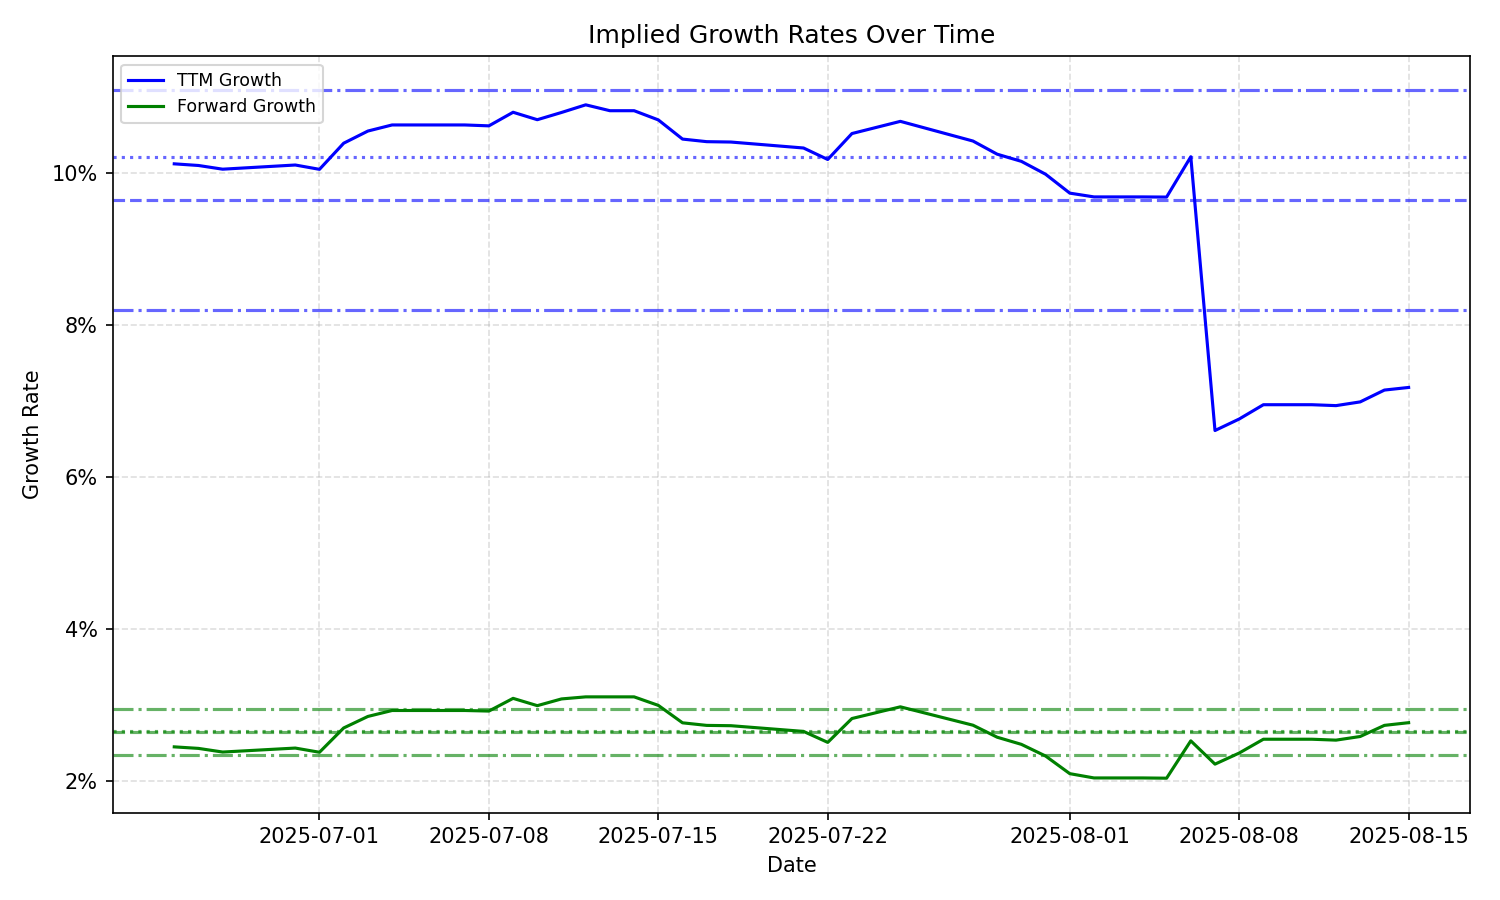 Implied Growth Rates Over Time
TTM Growth
Forward Growth
10%
8%
6%
4%
2%
Growth Rate
2025-07-01
2025-07-08
2025-07-15
2025-07-22
2025-08-01
2025-08-08
2025-08-15
Date